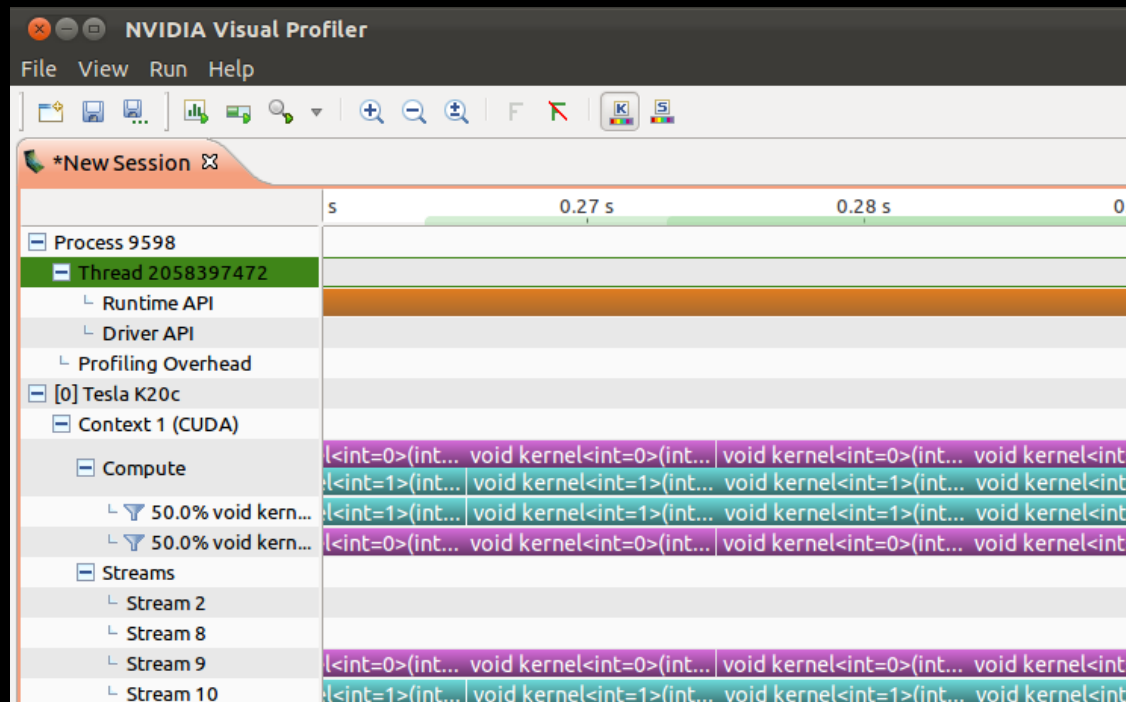 NVIDIA Visual Profiler
File View Run Help
F F K S
*New Session
s 0.27 s 0.28 s 0.
Process 9598
Thread 2058397472
Runtime API
Driver API
Profiling Overhead
[0] Tesla K20c
Context 1 (CUDA)
l<int=0>(int... void kernel<int=0>(int... void kernel<int=0>(int... void kernel<int
Compute
l<int=1>(int... void kernel<int=1>(int... void kernel<int=1>(int... void kernel<int
50.0% void kern... l<int=1>(int... void kernel<int=1>(int... void kernel<int=1>(int... void kernel<int
50.0% void kern... l<int=0>(int... void kernel<int=0>(int... void kernel<int=0>(int... void kernel<int
Streams
Stream 2
Stream 8
Stream 9 l<int=0>(int... void kernel<int=0>(int... void kernel<int=0>(int... void kernel<int
Stream 10 l<int=1>(int... void kernel<int=1>(int... void kernel<int=1>(int... void kernel<int